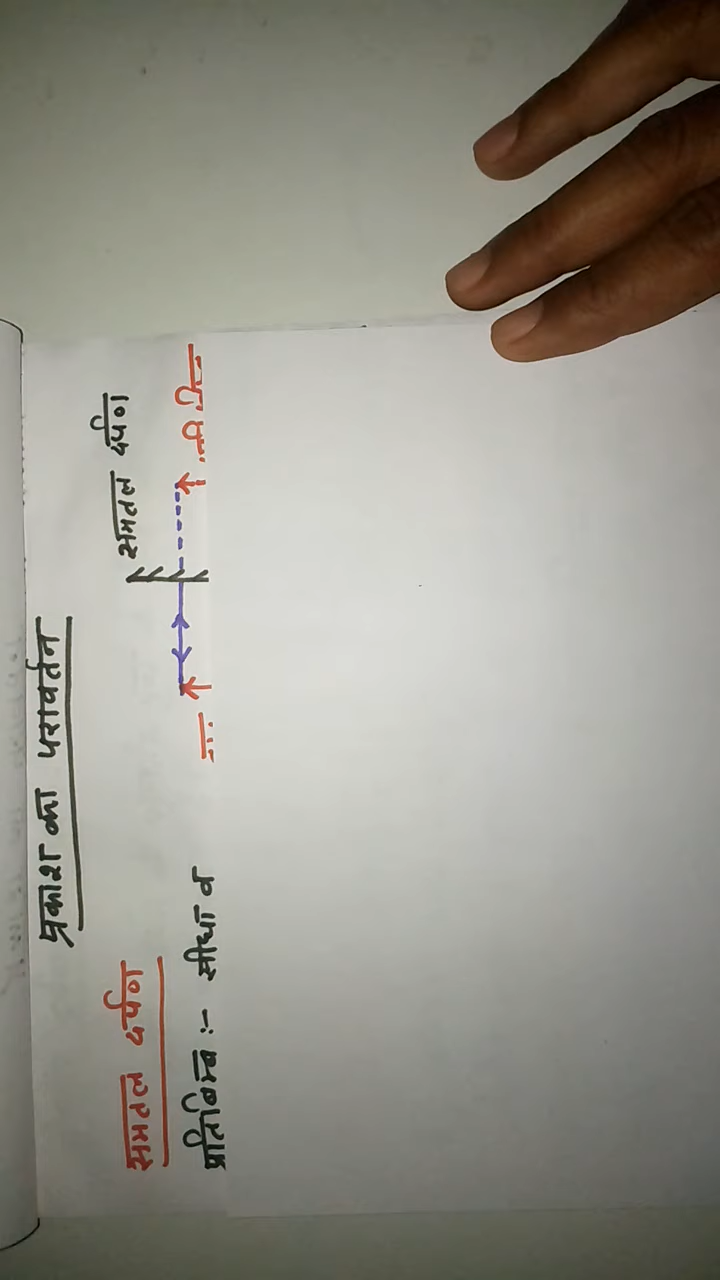 प्रकाश का परावर्तन
समतल दर्पण
समतल दर्पण
प्रतिबिम्ब :- सीधा व